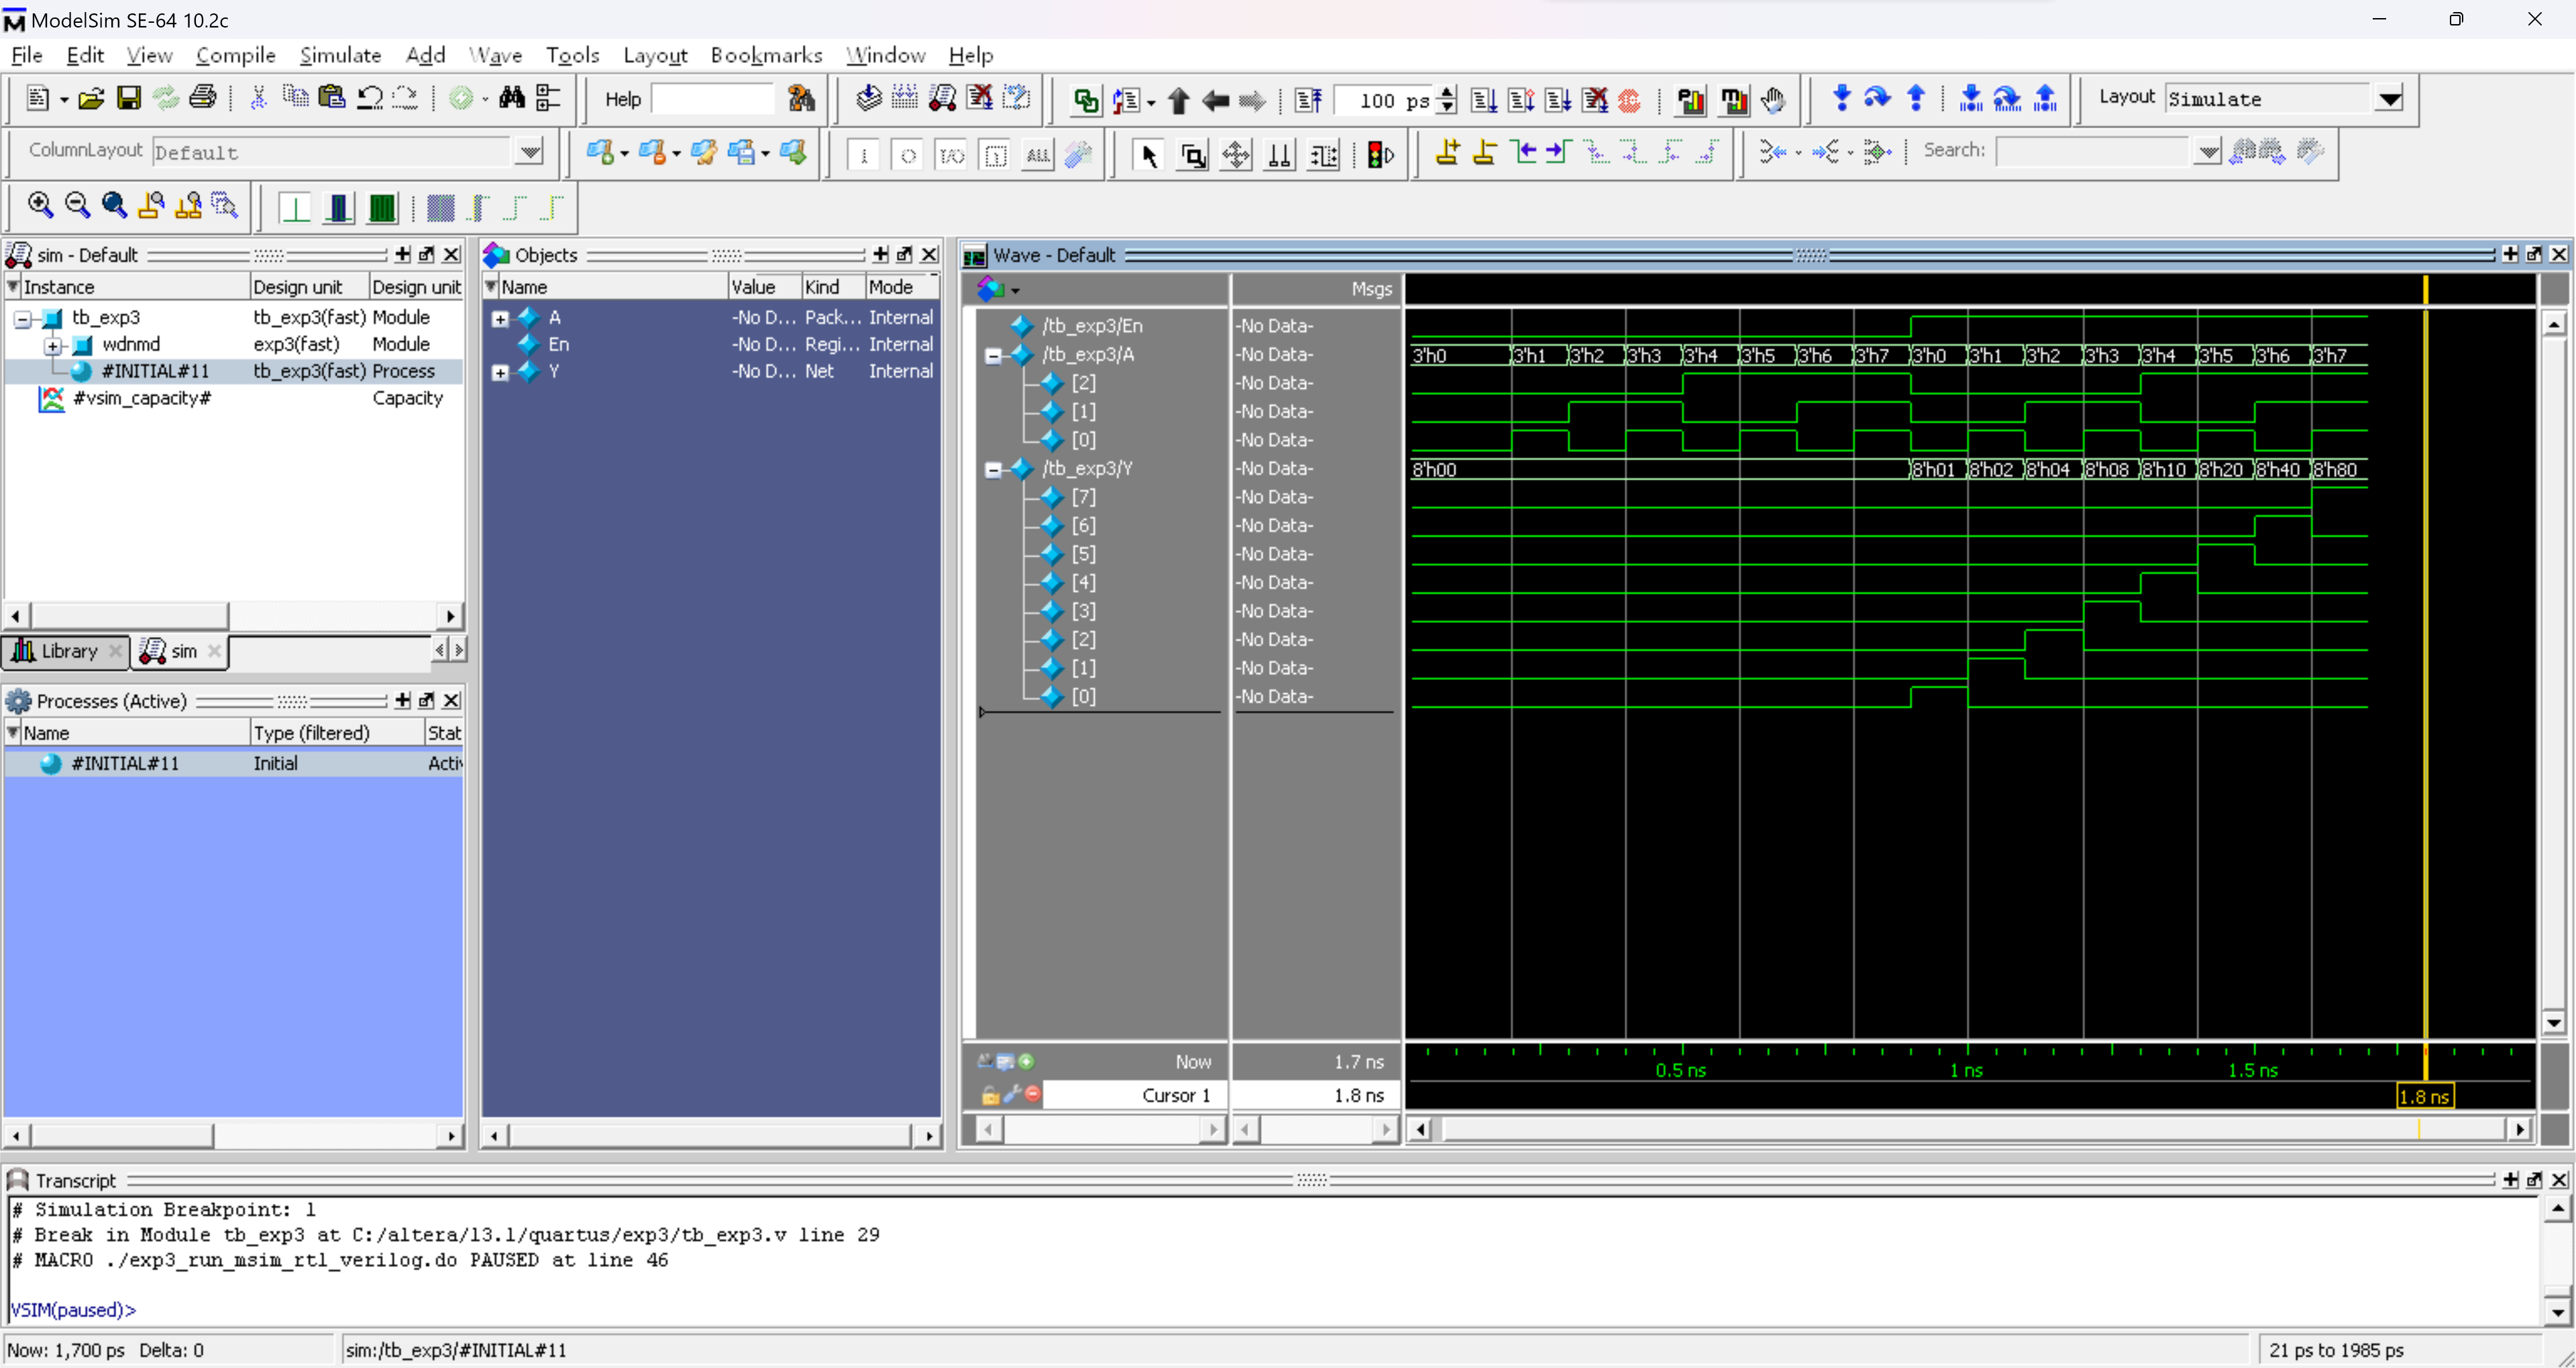 ModelSim SE-64 10.2c
File Edit View Compile Simulate Add Wave Tools Layout Bookmarks Window Help
Help 100 ps Layout Simulate
ColumnLayout Default I O I/O ALL Search:
sim - Default
Instance Design unit Design unit
tb_exp3 tb_exp3(fast) Module
wdnmd exp3(fast) Module
#INITIAL#11 tb_exp3(fast) Process
#vsim_capacity# Capacity
Library sim
Processes (Active)
Name Type (filtered) Stat
#INITIAL#11 Initial Activ
Objects
Name Value Kind Mode
A -No D... Pack... Internal
En -No D... Regi... Internal
Y -No D... Net Internal
Wave - Default
Msgs
/tb_exp3/En -No Data-
/tb_exp3/A -No Data- 3'h0 3'h1 3'h2 3'h3 3'h4 3'h5 3'h6 3'h7 3'h0 3'h1 3'h2 3'h3 3'h4 3'h5 3'h6 3'h7
[2] -No Data-
[1] -No Data-
[0] -No Data-
/tb_exp3/Y -No Data- 8'h00 8'h01 8'h02 8'h04 8'h08 8'h10 8'h20 8'h40 8'h80
[7] -No Data-
[6] -No Data-
[5] -No Data-
[4] -No Data-
[3] -No Data-
[2] -No Data-
[1] -No Data-
[0] -No Data-
Now 1.7 ns 0.5 ns 1 ns 1.5 ns
Cursor 1 1.8 ns 1.8 ns
Transcript
# Simulation Breakpoint: 1
# Break in Module tb_exp3 at C:/altera/13.1/quartus/exp3/tb_exp3.v line 29
# MACRO ./exp3_run_msim_rtl_verilog.do PAUSED at line 46
VSIM(paused)>
Now: 1,700 ps Delta: 0 sim:/tb_exp3/#INITIAL#11 21 ps to 1985 ps